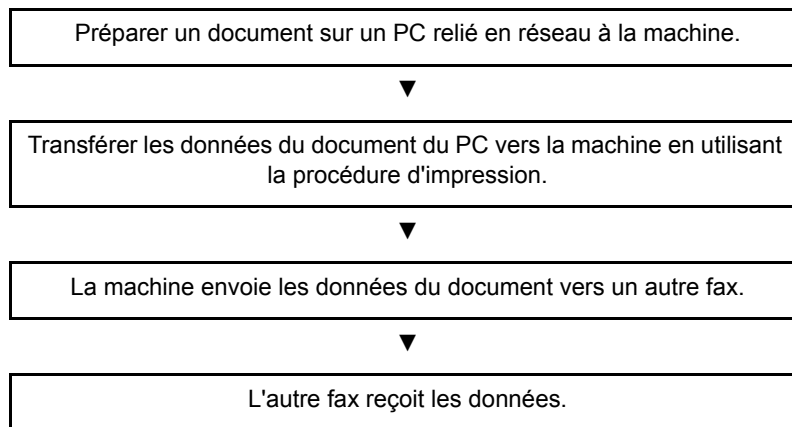 Préparer un document sur un PC relié en réseau à la machine.
▼
Transférer les données du document du PC vers la machine en utilisant
la procédure d'impression.
▼
La machine envoie les données du document vers un autre fax.
▼
L'autre fax reçoit les données.